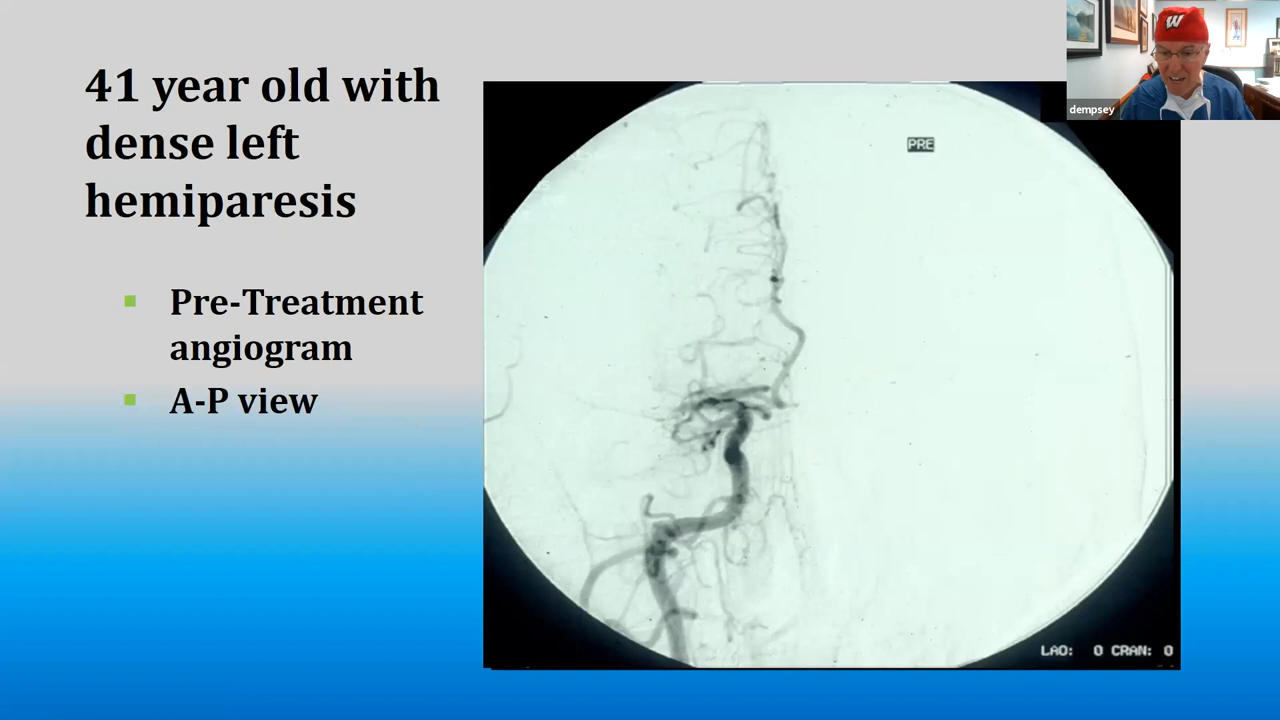 41 year old with
dense left
hemiparesis
Pre-Treatment
angiogram
A-P view
PRE
LAO: 0 CRAN: 0
W
dempsey